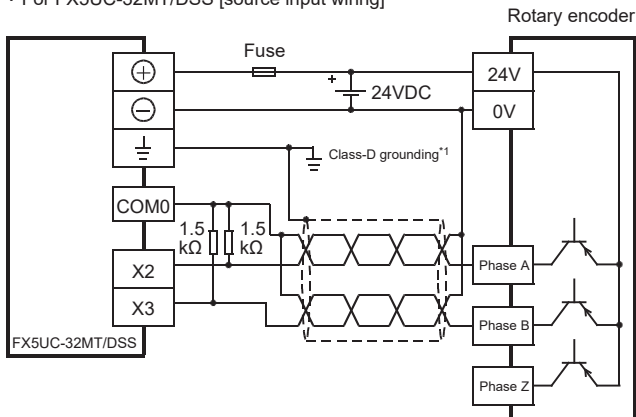 • For FX5UC-32MT/DSS [source input wiring]
Rotary encoder
Fuse
24V
+
24VDC
0V
Class-D grounding*1
COM0
1.5 kΩ
1.5 kΩ
X2
Phase A
X3
Phase B
FX5UC-32MT/DSS
Phase Z